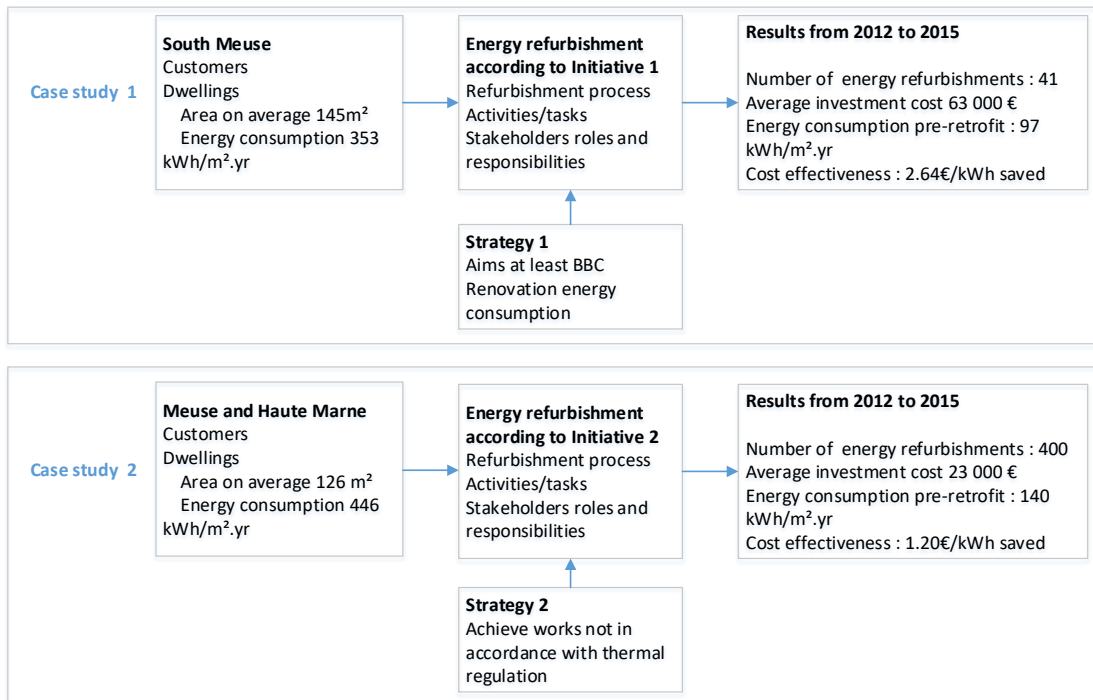 Case study 1
South Meuse
Customers
Dwellings
Area on average 145m²
Energy consumption 353
kWh/m².yr
Energy refurbishment
according to Initiative 1
Refurbishment process
Activities/tasks
Stakeholders roles and
responsibilities
Results from 2012 to 2015
Number of energy refurbishments : 41
Average investment cost 63 000 €
Energy consumption pre-retrofit : 97
kWh/m².yr
Cost effectiveness : 2.64€/kWh saved
Strategy 1
Aims at least BBC
Renovation energy
consumption
Case study 2
Meuse and Haute Marne
Customers
Dwellings
Area on average 126 m²
Energy consumption 446
kWh/m².yr
Energy refurbishment
according to Initiative 2
Refurbishment process
Activities/tasks
Stakeholders roles and
responsibilities
Results from 2012 to 2015
Number of energy refurbishments : 400
Average investment cost 23 000 €
Energy consumption pre-retrofit : 140
kWh/m².yr
Cost effectiveness : 1.20€/kWh saved
Strategy 2
Achieve works not in
accordance with thermal
regulation